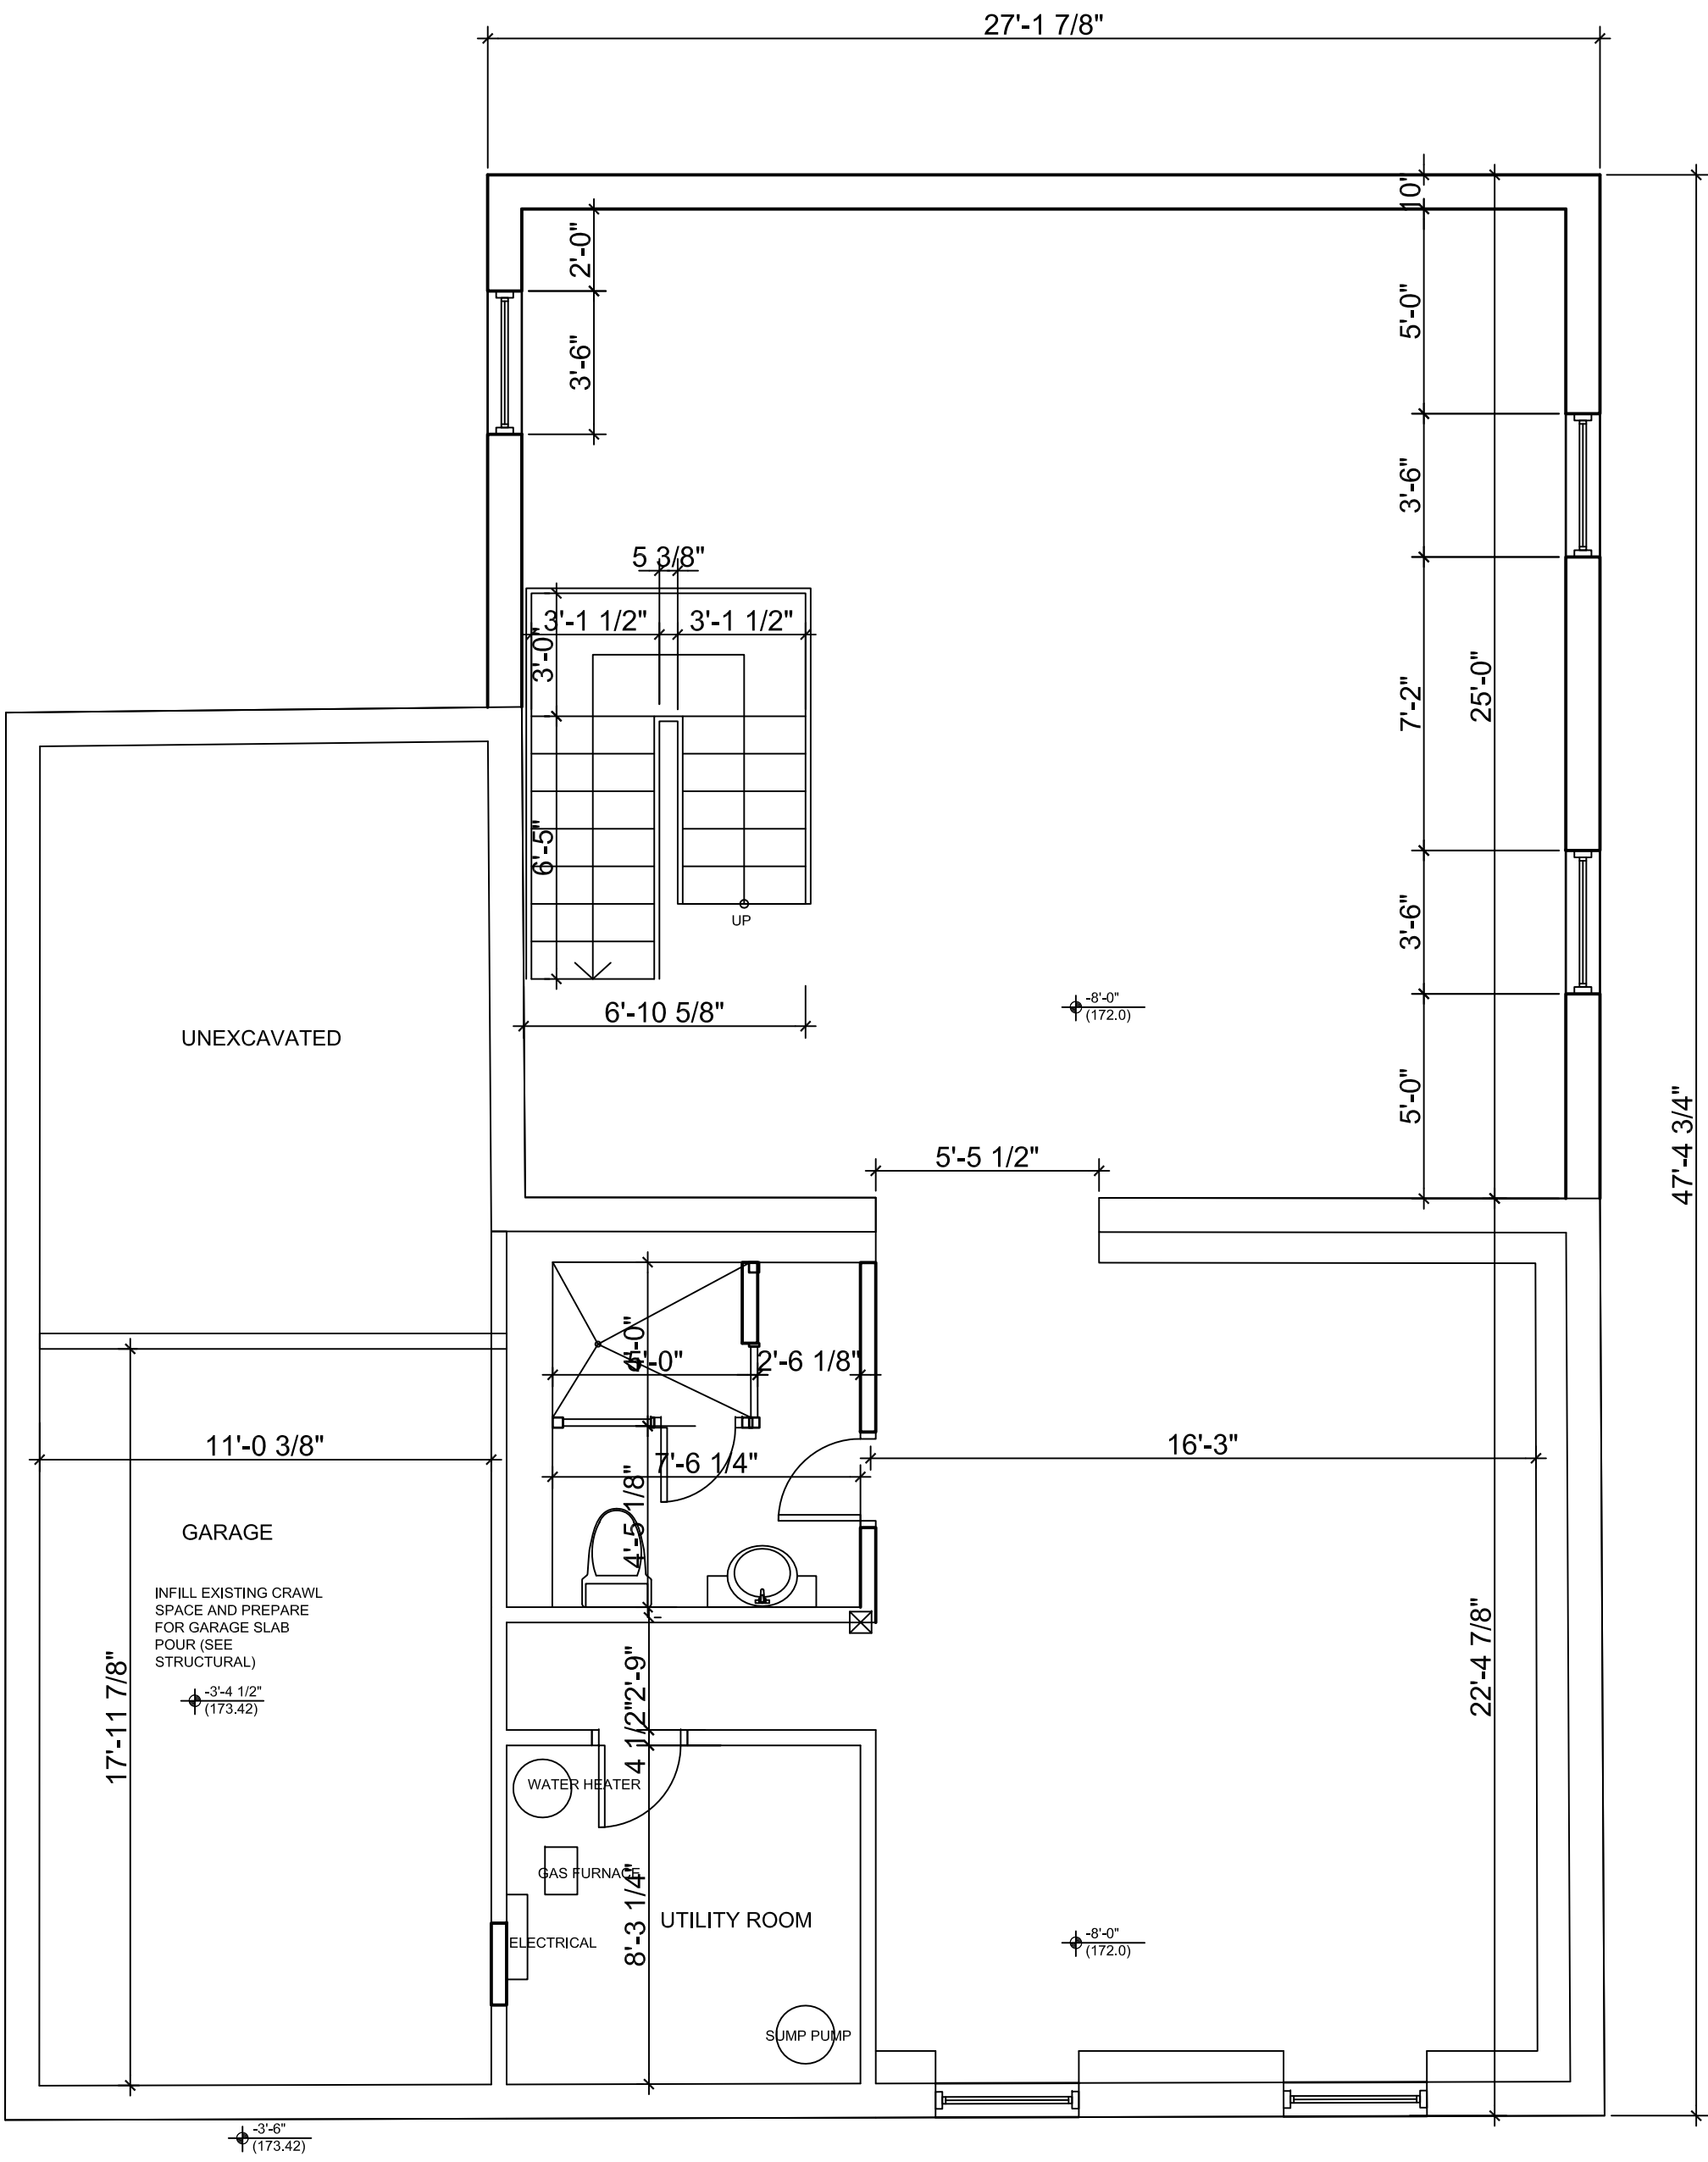 27'-1 7/8"
10"
2'-0"
5'-0"
3'-6"
3'-6"
5 3/8"
3'-1 1/2"
3'-1 1/2"
3'-0"
7'-2"
25'-0"
6'-5"
UP
3'-6"
6'-10 5/8"
-8'-0"
(172.0)
UNEXCAVATED
5'-0"
47'-4 3/4"
5'-5 1/2"
4'-0"
5'-0"
2'-6 1/8"
11'-0 3/8"
16'-3"
7'-6 1/4"
4'-5 1/8"
GARAGE
INFILL EXISTING CRAWL
SPACE AND PREPARE
FOR GARAGE SLAB
POUR (SEE
STRUCTURAL)
-3'-4 1/2"
(173.42)
17'-11 7/8"
22'-4 7/8"
2'-9"
4 1/2"
WATER HEATER
GAS FURNACE
8'-3 1/4"
UTILITY ROOM
ELECTRICAL
-8'-0"
(172.0)
SUMP PUMP
-3'-6"
(173.42)